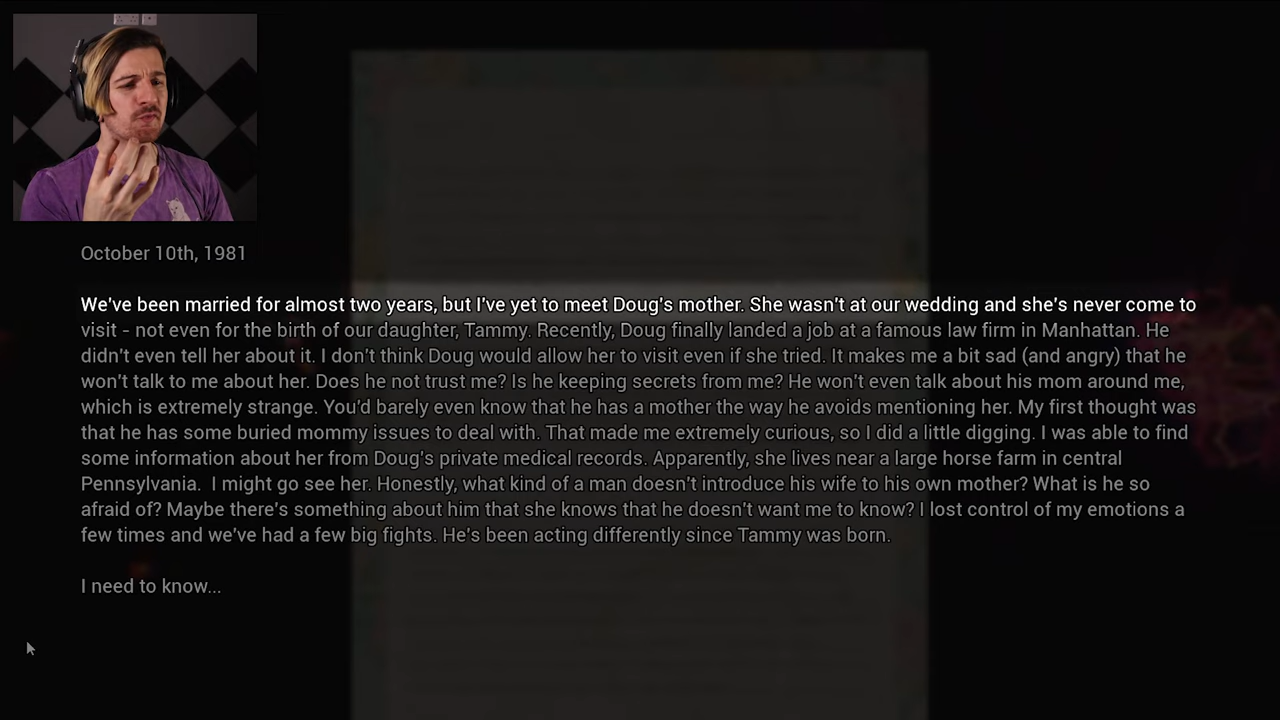 October 10th, 1981
We've been married for almost two years, but I've yet to meet Doug's mother. She wasn't at our wedding and she's never come to
visit - not even for the birth of our daughter, Tammy. Recently, Doug finally landed a job at a famous law firm in Manhattan. He
didn't even tell her about it. I don't think Doug would allow her to visit even if she tried. It makes me a bit sad (and angry) that he
won't talk to me about her. Does he not trust me? Is he keeping secrets from me? He won't even talk about his mom around me,
which is extremely strange. You'd barely even know that he has a mother the way he avoids mentioning her. My first thought was
that he has some buried mommy issues to deal with. That made me extremely curious, so I did a little digging. I was able to find
some information about her from Doug's private medical records. Apparently, she lives near a large horse farm in central
Pennsylvania.  I might go see her. Honestly, what kind of a man doesn't introduce his wife to his own mother? What is he so
afraid of? Maybe there's something about him that she knows that he doesn't want me to know? I lost control of my emotions a
few times and we've had a few big fights. He's been acting differently since Tammy was born.
I need to know...